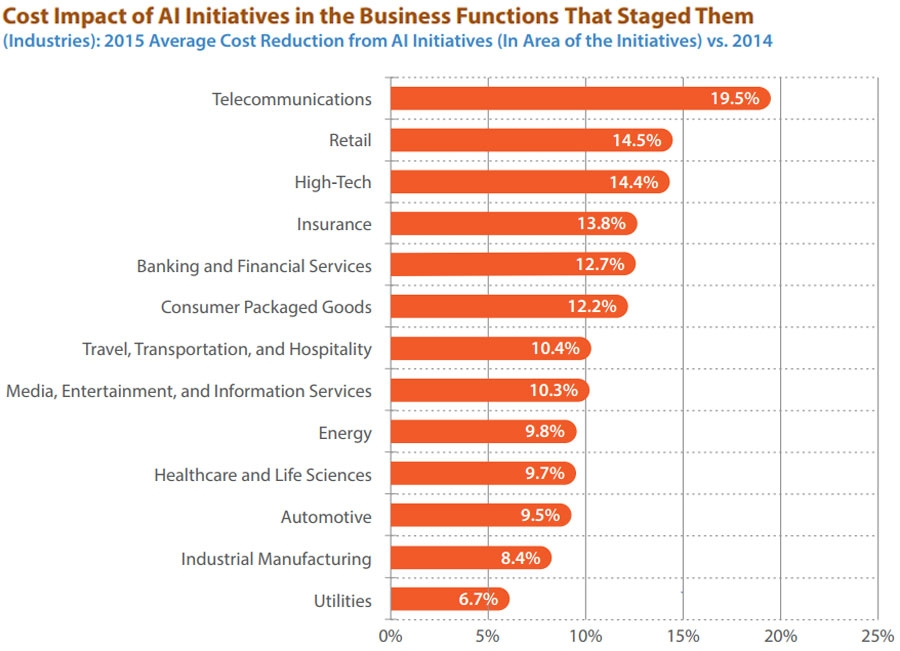 Cost Impact of AI Initiatives in the Business Functions That Staged Them
(Industries): 2015 Average Cost Reduction from AI Initiatives (In Area of the Initiatives) vs. 2014
Telecommunications 19.5%
Retail 14.5%
High-Tech 14.4%
Insurance 13.8%
Banking and Financial Services 12.7%
Consumer Packaged Goods 12.2%
Travel, Transportation, and Hospitality 10.4%
Media, Entertainment, and Information Services 10.3%
Energy 9.8%
Healthcare and Life Sciences 9.7%
Automotive 9.5%
Industrial Manufacturing 8.4%
Utilities 6.7%
0% 5% 10% 15% 20% 25%